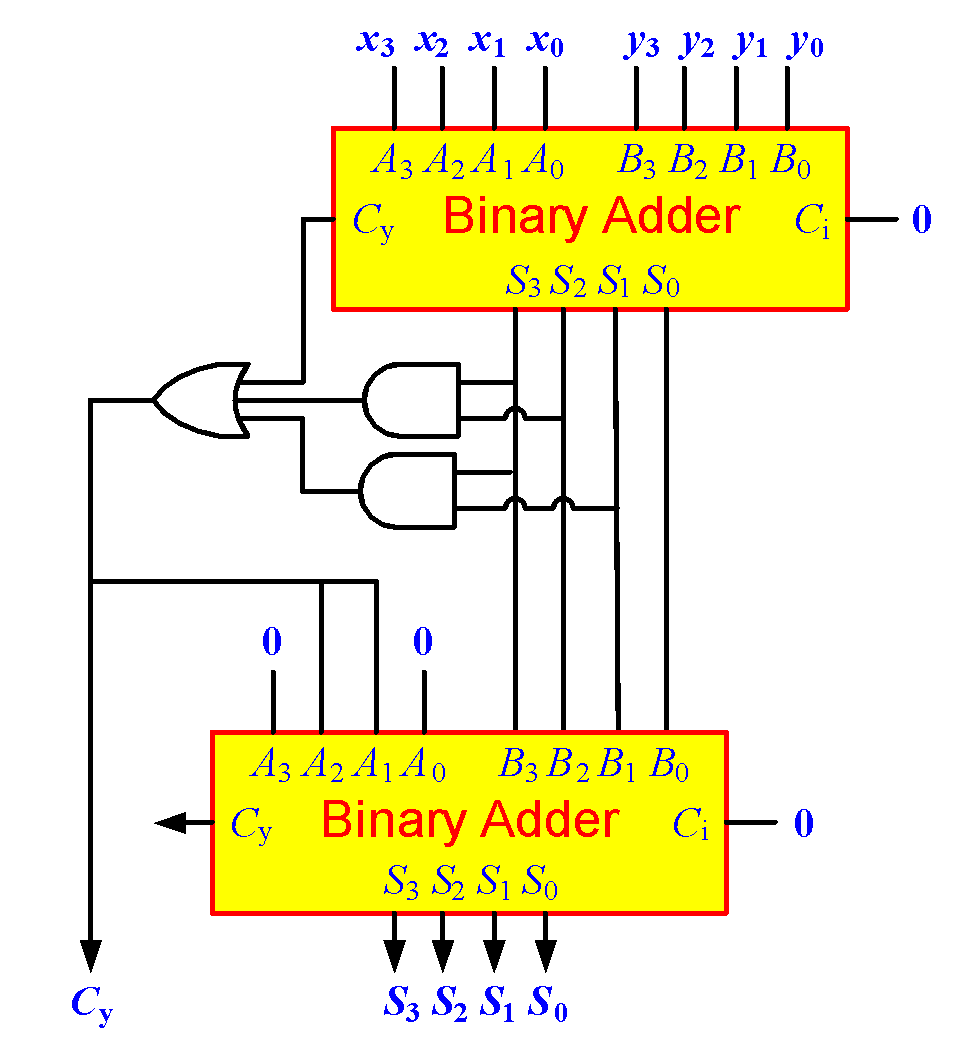 x3 x2 x1 x0 y3 y2 y1 y0
A3 A2 A1 A0 B3 B2 B1 B0
Cy Binary Adder Ci 0
S3 S2 S1 S0
0 0
A3 A2 A1 A0 B3 B2 B1 B0
Cy Binary Adder Ci 0
S3 S2 S1 S0
Cy S3 S2 S1 S0